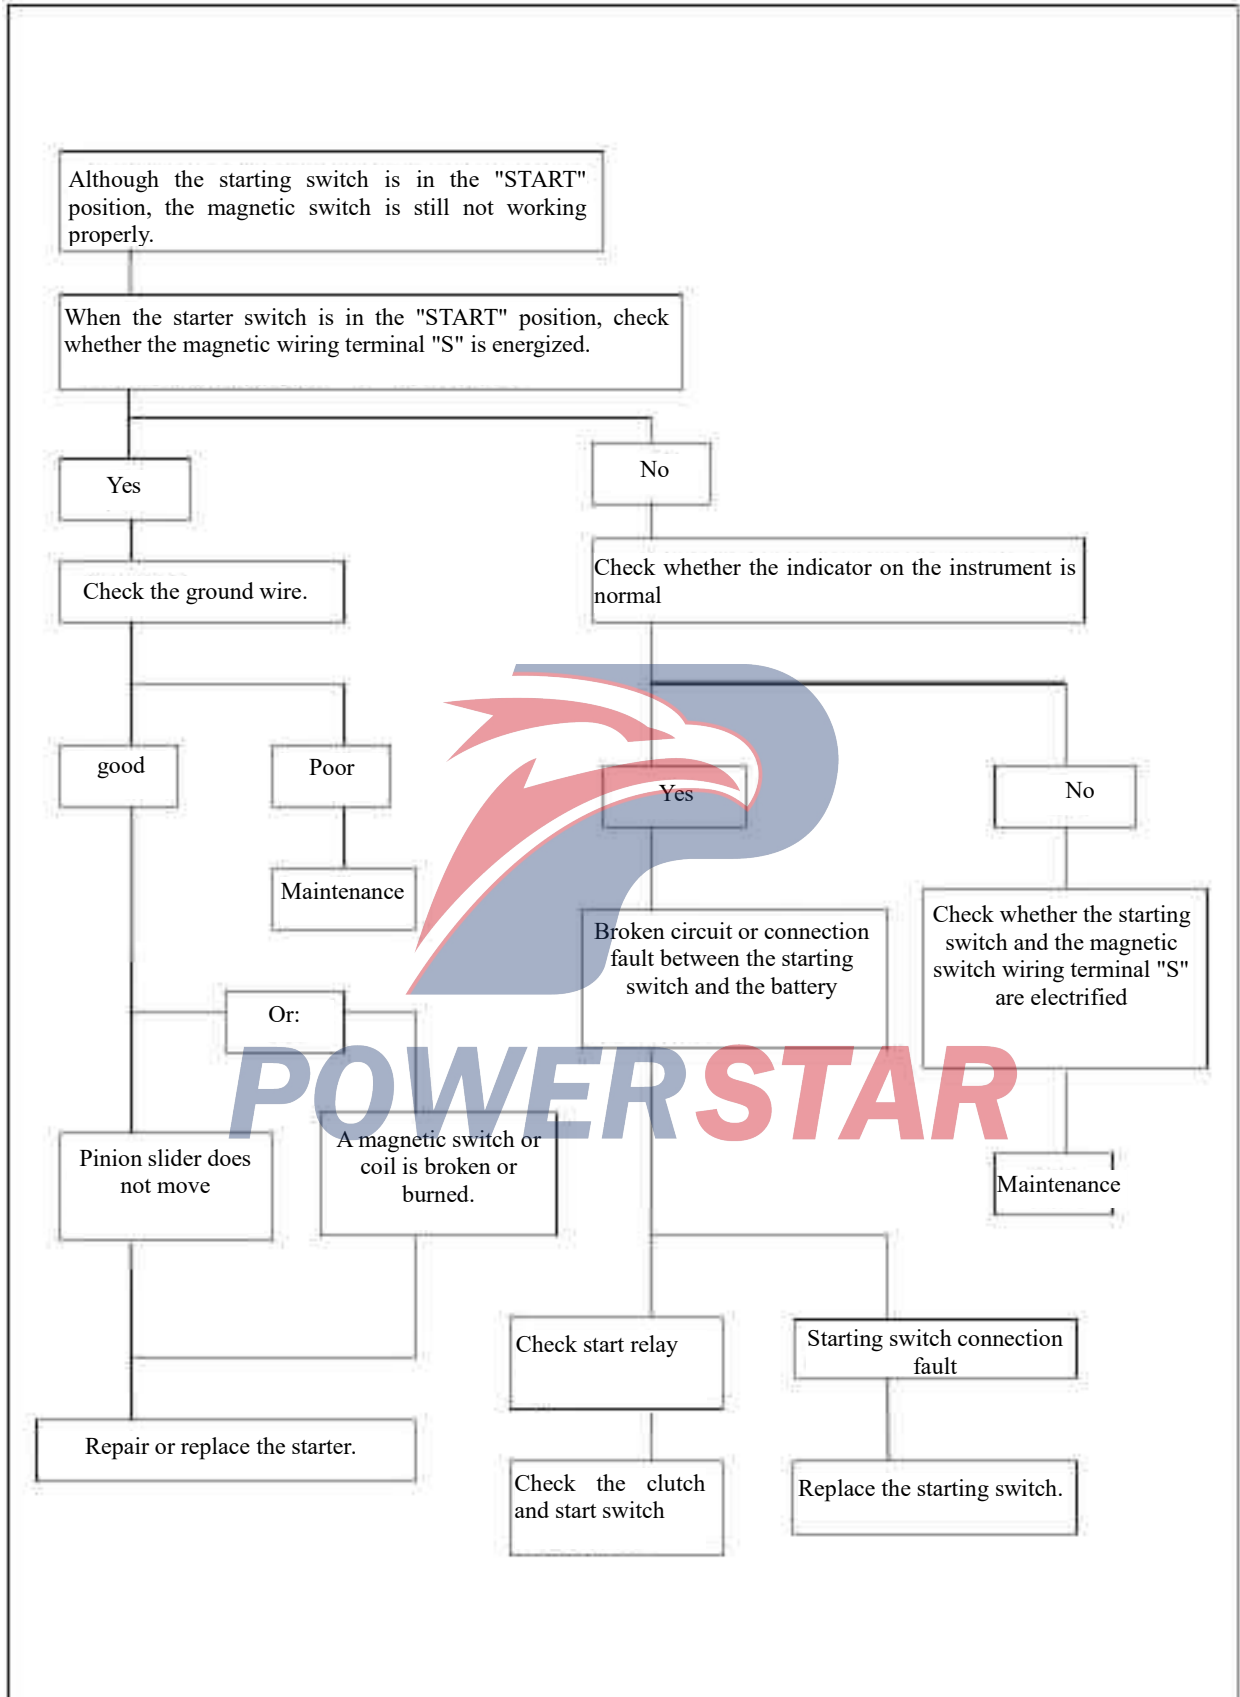 Although the starting switch is in the "START"
position, the magnetic switch is still not working
properly.
When the starter switch is in the "START" position, check
whether the magnetic wiring terminal "S" is energized.
Yes
No
Check the ground wire.
Check whether the indicator on the instrument is
normal
good
Poor
Yes
No
Maintenance
Broken circuit or connection
fault between the starting
switch and the battery
Check whether the starting
switch and the magnetic
switch wiring terminal "S"
are electrified
Or:
POWERSTAR
Pinion slider does
not move
A magnetic switch or
coil is broken or
burned.
Maintenance
Check start relay
Starting switch connection
fault
Repair or replace the starter.
Check the clutch
and start switch
Replace the starting switch.